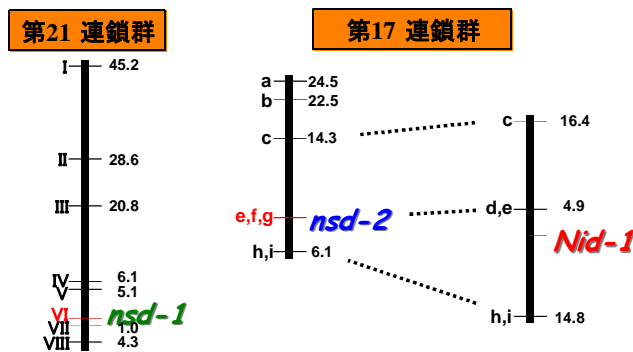 第21 連鎖群
I 45.2
II 28.6
III 20.8
IV 6.1
V 5.1
VI nsd-1
VII 1.0
VIII 4.3
第17 連鎖群
a 24.5
b 22.5
c 14.3
e,f,g nsd-2
h,i 6.1
c 16.4
d,e 4.9
Nid-1
h,i 14.8